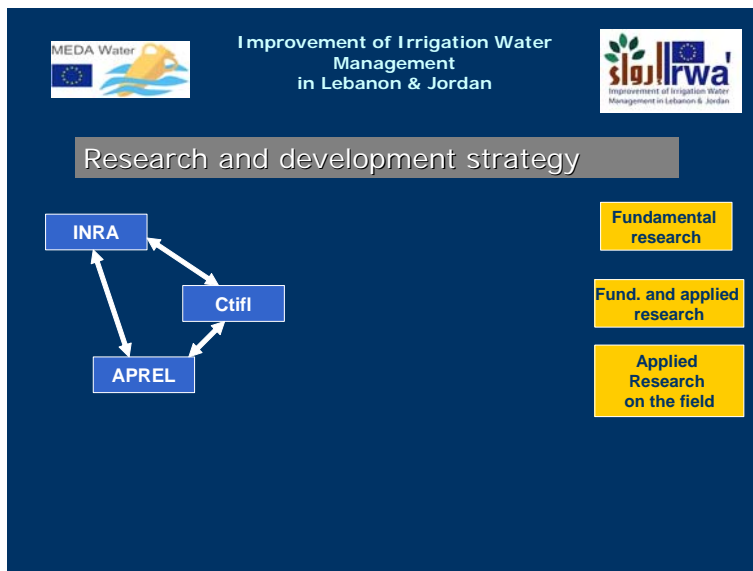 MEDA Water
Improvement of Irrigation Water
Management
in Lebanon & Jordan
إرواء Irwa'
Improvement of Irrigation Water
Management in Lebanon & Jordan
Research and development strategy
INRA
Ctifl
APREL
Fundamental
research
Fund. and applied
research
Applied
Research
on the field